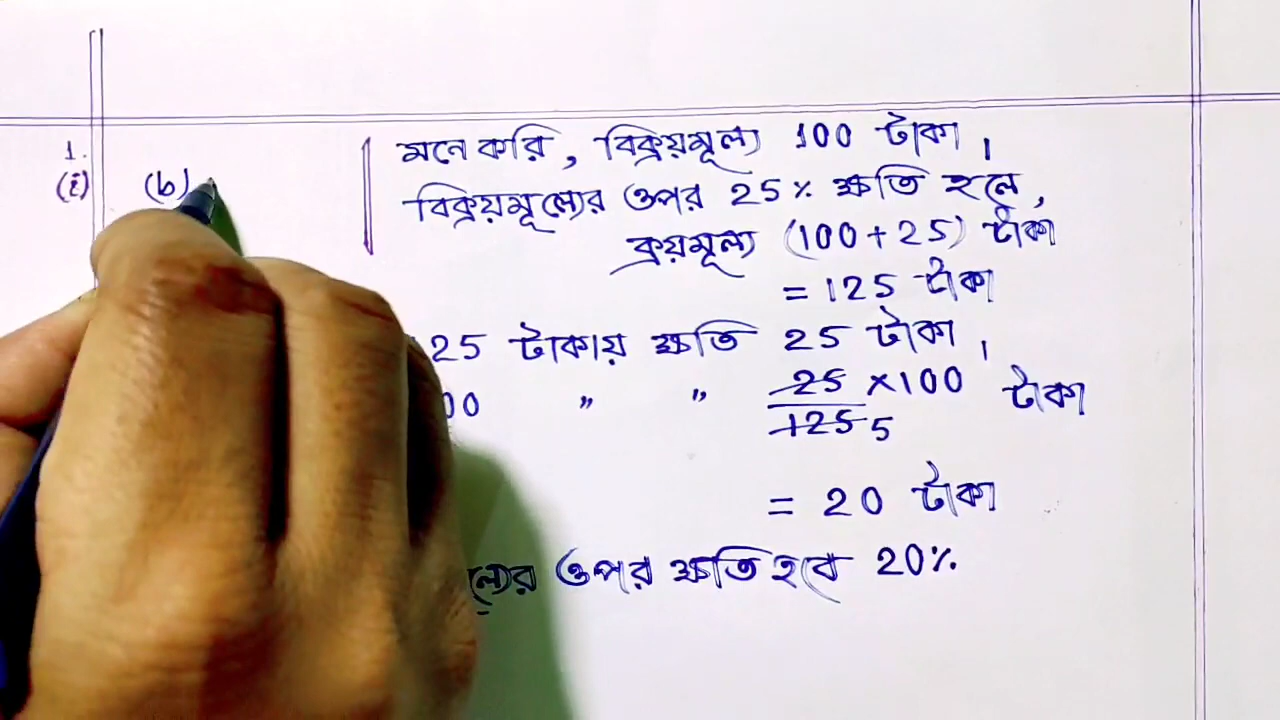 1.
(i) (b)
মনে করি, বিক্রয়মূল্য 100 টাকা।
বিক্রয়মূল্যের ওপর 25% ক্ষতি হলে,
ক্রয়মূল্য (100+25) টাকা
= 125 টাকা
25 টাকায় ক্ষতি 25 টাকা।
00 " " 25 × 100 টাকা
125 5
= 20 টাকা
ল্যের ওপর ক্ষতি হবে 20%.